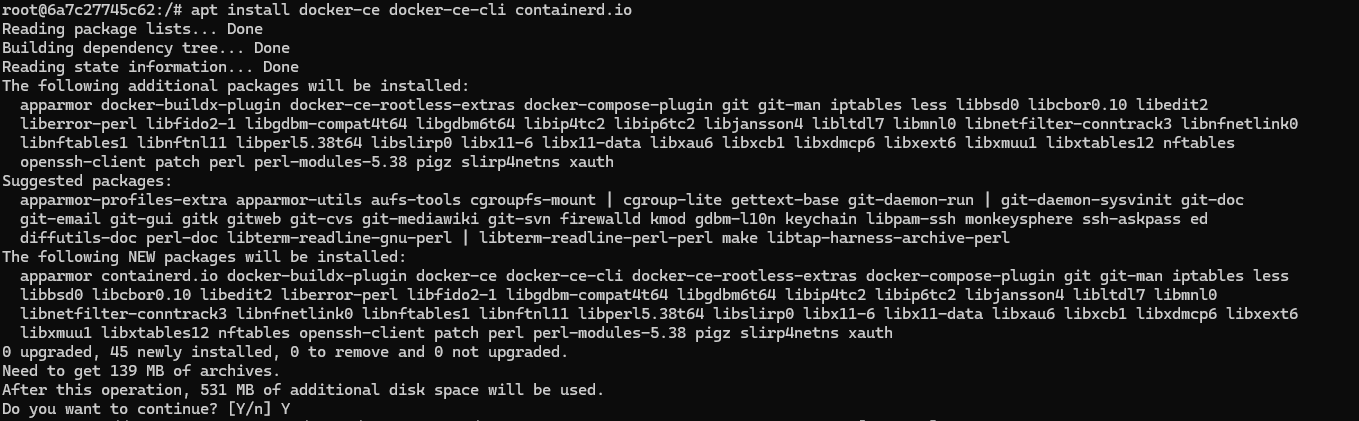 root@6a7c27745c62:/# apt install docker-ce docker-ce-cli containerd.io
Reading package lists... Done
Building dependency tree... Done
Reading state information... Done
The following additional packages will be installed:
  apparmor docker-buildx-plugin docker-ce-rootless-extras docker-compose-plugin git git-man iptables less libbsd0 libcbor0.10 libedit2
  liberror-perl libfido2-1 libgdbm-compat4t64 libgdbm6t64 libip4tc2 libip6tc2 libjansson4 libltdl7 libmnl0 libnetfilter-conntrack3 libnfnetlink0
  libnftables1 libnftnl11 libperl5.38t64 libslirp0 libx11-6 libx11-data libxau6 libxcb1 libxdmcp6 libxext6 libxmuu1 libxtables12 nftables
  openssh-client patch perl perl-modules-5.38 pigz slirp4netns xauth
Suggested packages:
  apparmor-profiles-extra apparmor-utils aufs-tools cgroupfs-mount | cgroup-lite gettext-base git-daemon-run | git-daemon-sysvinit git-doc
  git-email git-gui gitk gitweb git-cvs git-mediawiki git-svn firewalld kmod gdbm-l10n keychain libpam-ssh monkeysphere ssh-askpass ed
  diffutils-doc perl-doc libterm-readline-gnu-perl | libterm-readline-perl-perl make libtap-harness-archive-perl
The following NEW packages will be installed:
  apparmor containerd.io docker-buildx-plugin docker-ce docker-ce-cli docker-ce-rootless-extras docker-compose-plugin git git-man iptables less
  libbsd0 libcbor0.10 libedit2 liberror-perl libfido2-1 libgdbm-compat4t64 libgdbm6t64 libip4tc2 libip6tc2 libjansson4 libltdl7 libmnl0
  libnetfilter-conntrack3 libnfnetlink0 libnftables1 libnftnl11 libperl5.38t64 libslirp0 libx11-6 libx11-data libxau6 libxcb1 libxdmcp6 libxext6
  libxmuu1 libxtables12 nftables openssh-client patch perl perl-modules-5.38 pigz slirp4netns xauth
0 upgraded, 45 newly installed, 0 to remove and 0 not upgraded.
Need to get 139 MB of archives.
After this operation, 531 MB of additional disk space will be used.
Do you want to continue? [Y/n] Y